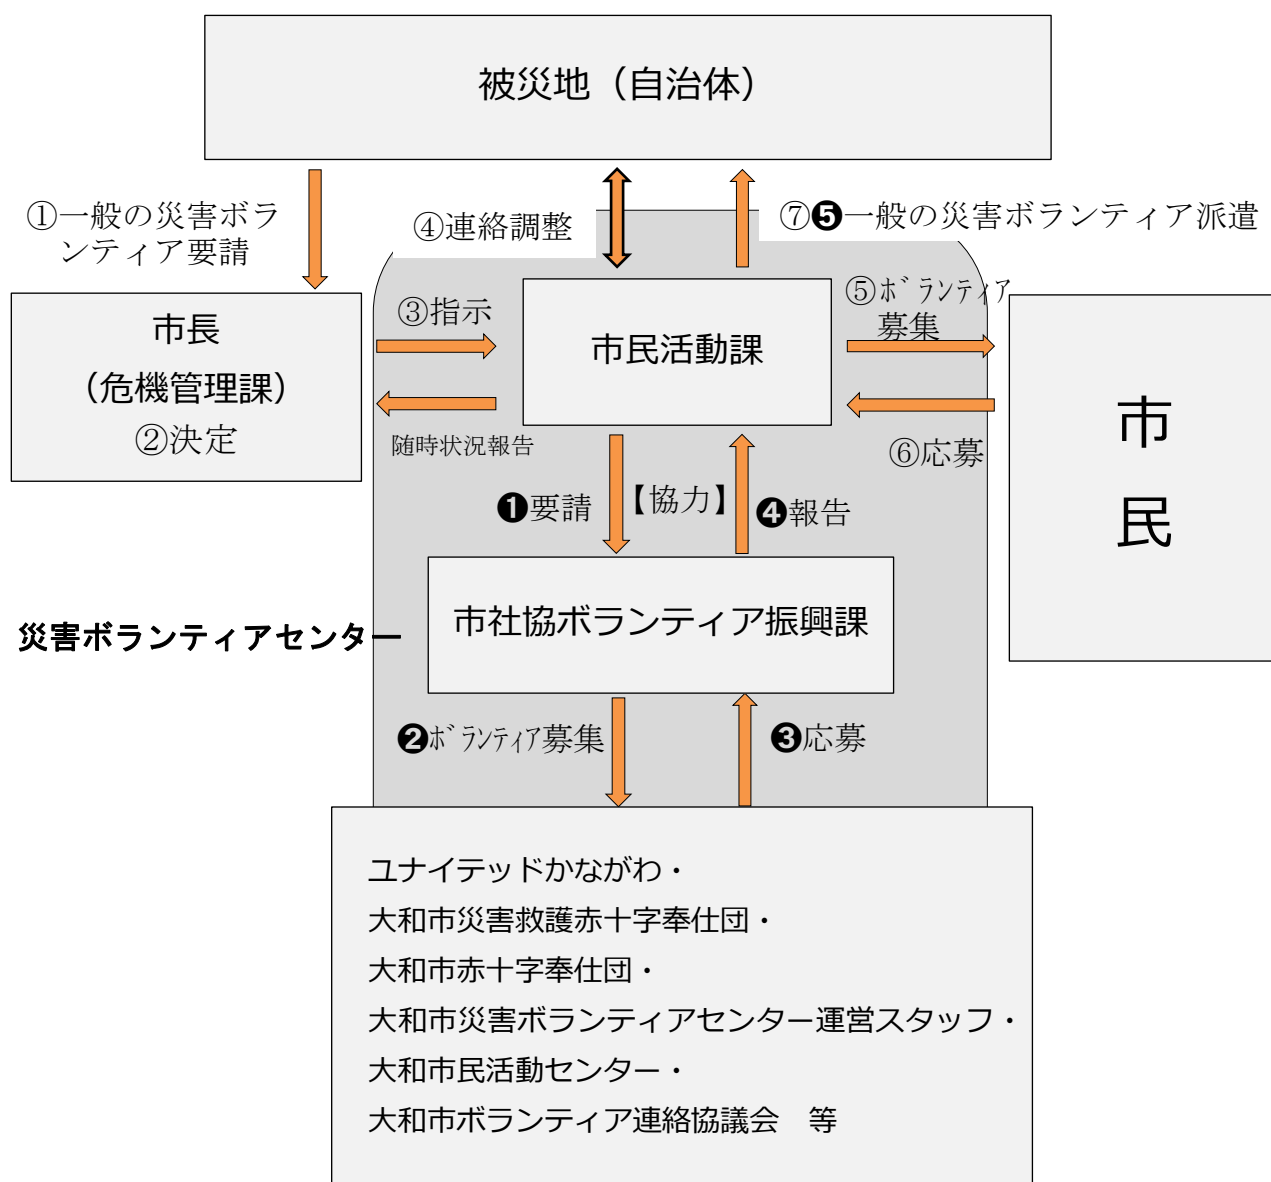 被災地（自治体）
①一般の災害ボラ
ンティア要請
④連絡調整
⑦❺一般の災害ボランティア派遣
市長
（危機管理課）
②決定
③指示
随時状況報告
市民活動課
⑤ﾎﾞﾗﾝﾃｨｱ
募集
⑥応募
市
民
❶要請
【協力】
❹報告
災害ボランティアセンター
市社協ボランティア振興課
❷ﾎﾞﾗﾝﾃｨｱ募集
❸応募
ユナイテッドかながわ・
大和市災害救護赤十字奉仕団・
大和市赤十字奉仕団・
大和市災害ボランティアセンター運営スタッフ・
大和市民活動センター・
大和市ボランティア連絡協議会　等